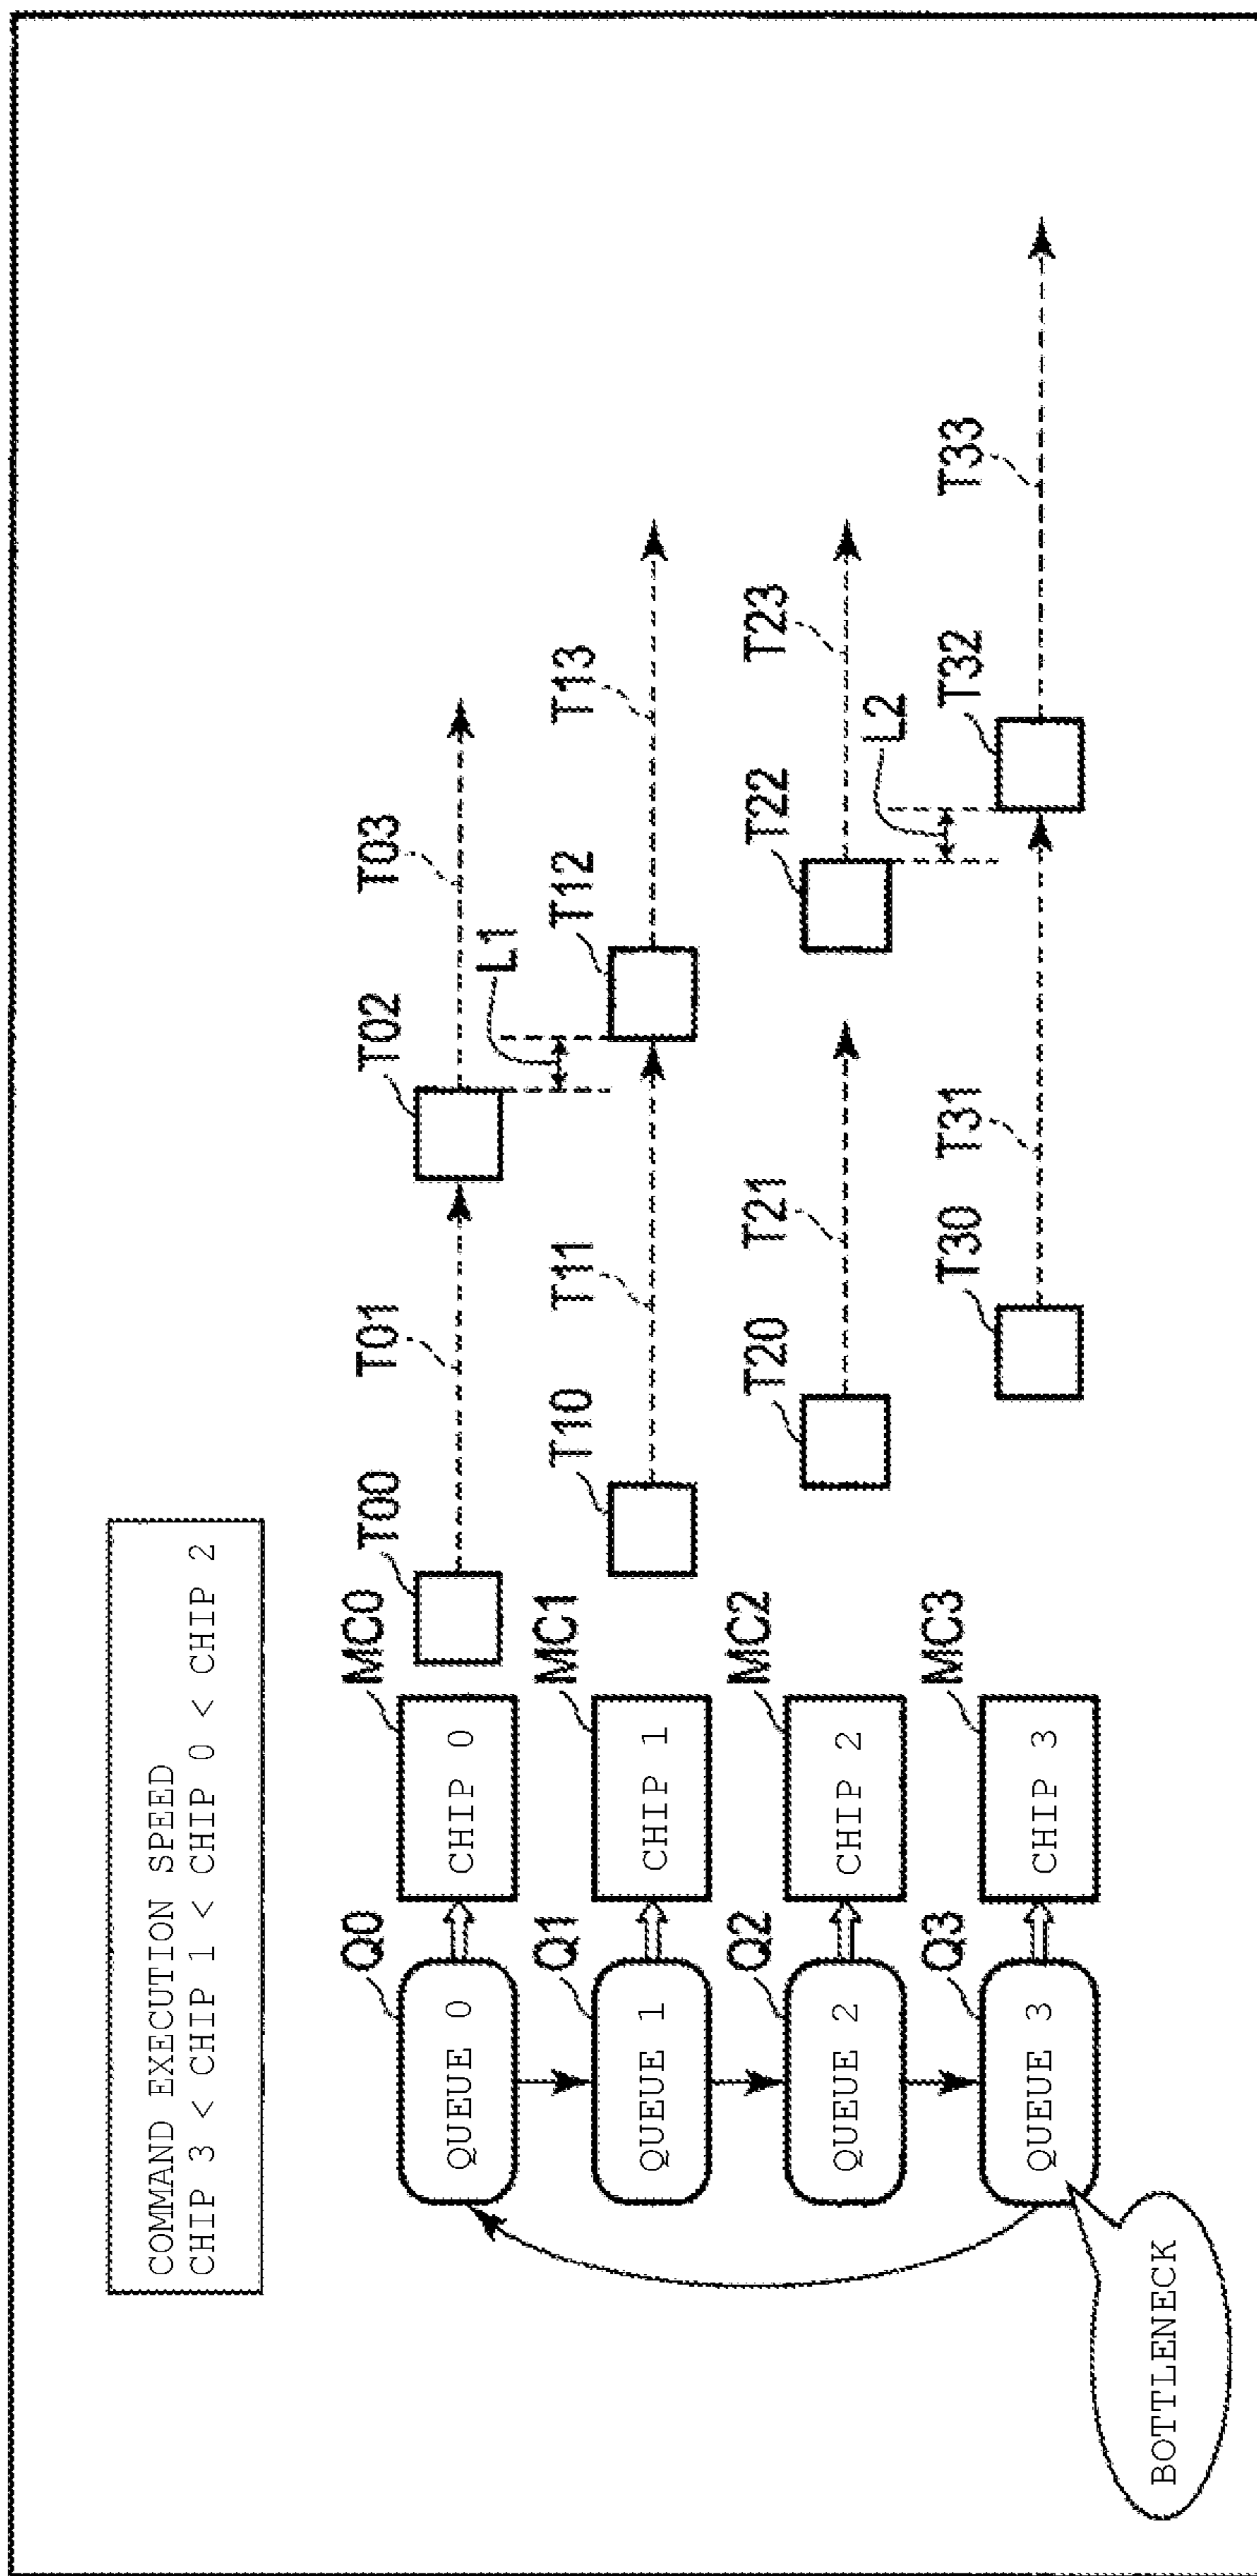 COMMAND EXECUTION SPEED
CHIP 3 < CHIP 1 < CHIP 0 < CHIP 2
Q0
QUEUE 0
MC0
CHIP 0
T00
T01
T02
T03
L1
Q1
QUEUE 1
MC1
CHIP 1
T10
T11
T12
T13
Q2
QUEUE 2
MC2
CHIP 2
T20
T21
T22
T23
L2
Q3
QUEUE 3
MC3
CHIP 3
T30
T31
T32
T33
BOTTLENECK